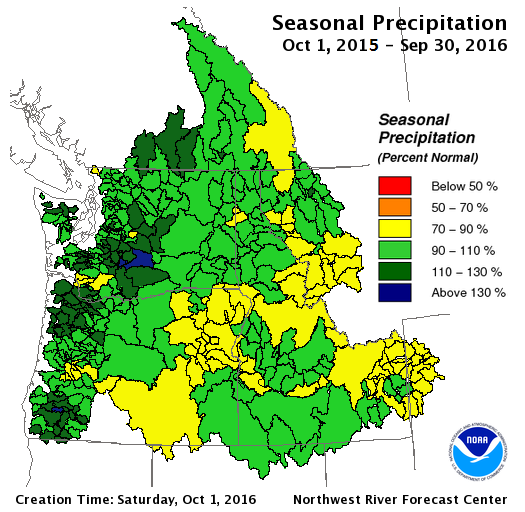 Seasonal Precipitation
Oct 1, 2015 – Sep 30, 2016
Seasonal
Precipitation
(Percent Normal)
Below 50 %
50 – 70 %
70 – 90 %
90 – 110 %
110 – 130 %
Above 130 %
NOAA
Creation Time: Saturday, Oct 1, 2016
Northwest River Forecast Center